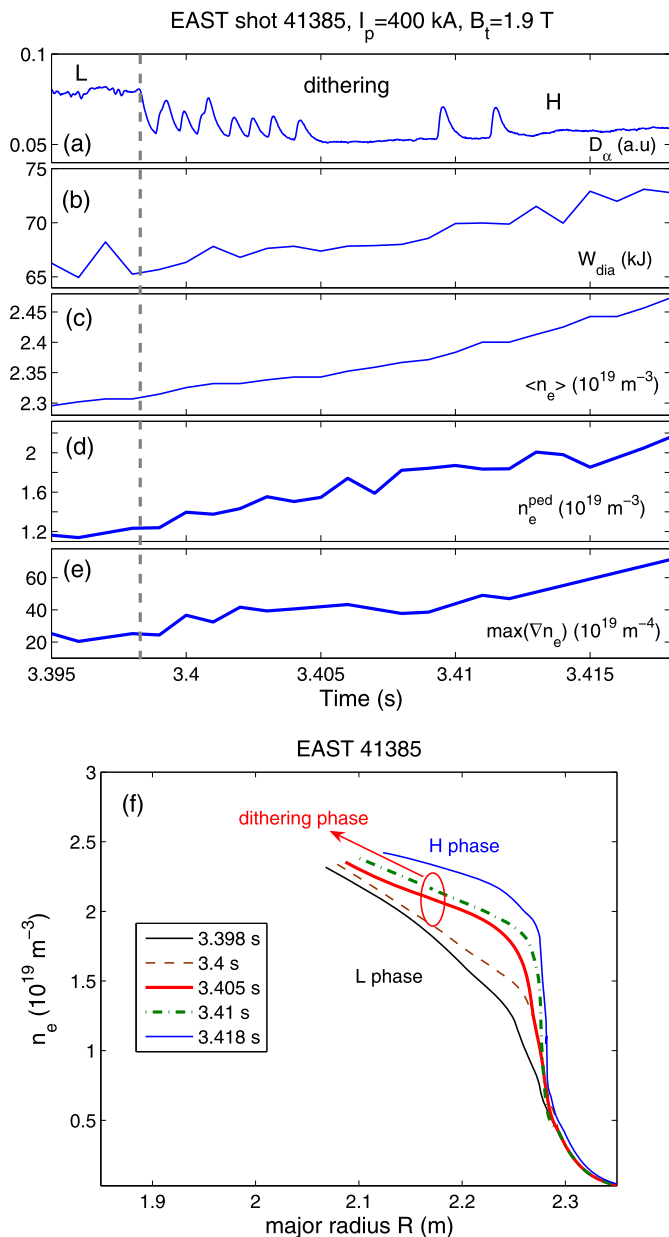 EAST shot 41385, I_p=400 kA, B_t=1.9 T
0.1
L
dithering
H
0.05
(a)
D_α (a.u)
75
(b)
70
65
W_dia (kJ)
2.45
(c)
2.4
2.35
2.3
<n_e> (10^19 m^−3)
(d)
2
1.6
1.2
n_e^ped (10^19 m^−3)
(e)
60
40
20
max(∇n_e) (10^19 m^−4)
3.395 3.4 3.405 3.41 3.415
Time (s)
EAST 41385
3
(f)
dithering phase
H phase
2.5
2
L phase
3.398 s
3.4 s
3.405 s
3.41 s
3.418 s
1.5
1
0.5
n_e (10^19 m^−3)
1.9 2 2.1 2.2 2.3
major radius R (m)